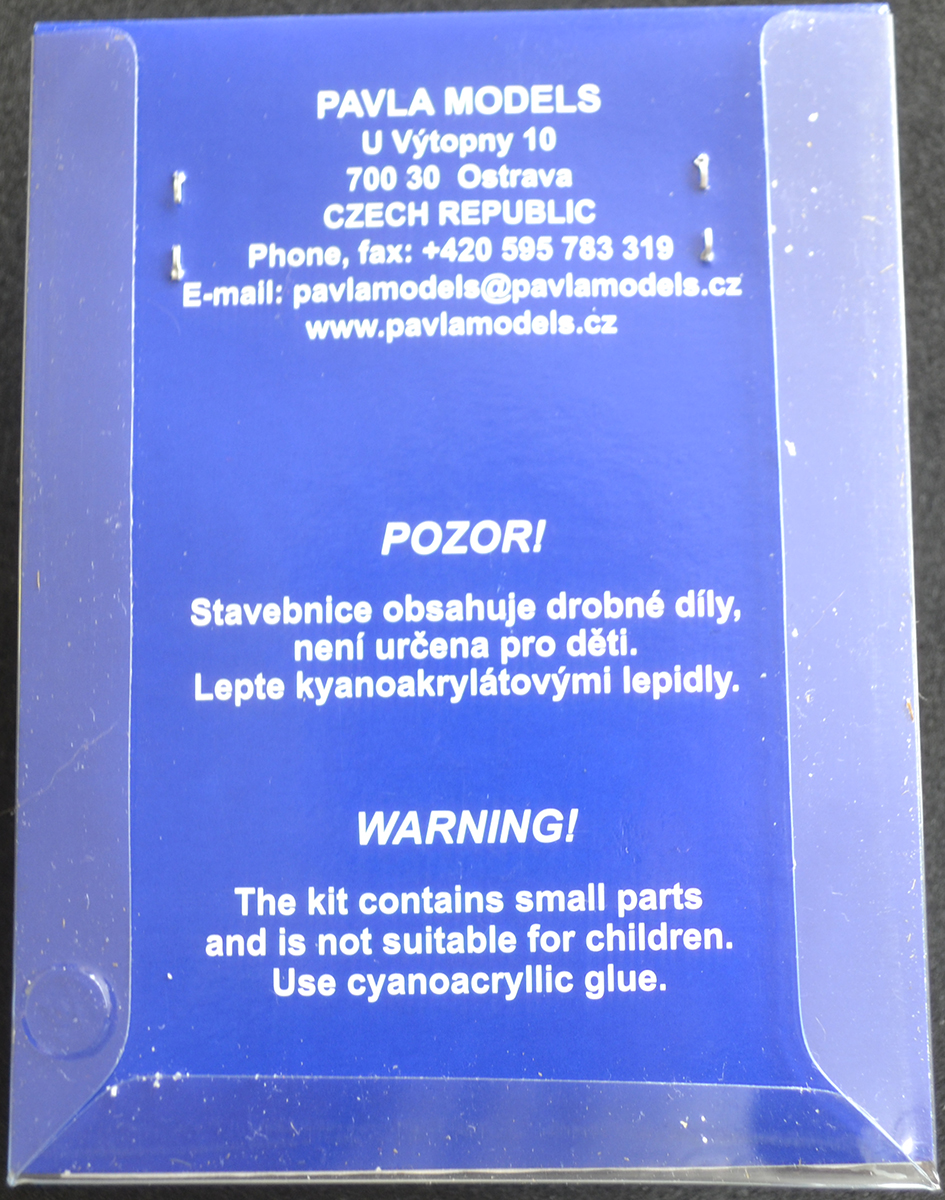 PAVLA MODELS
U Výtopny 10
700 30 Ostrava
CZECH REPUBLIC
Phone, fax: +420 595 783 319
E-mail: pavlamodels@pavlamodels.cz
www.pavlamodels.cz
POZOR!
Stavebnice obsahuje drobné díly,
není určena pro děti.
Lepte kyanoakrylátovými lepidly.
WARNING!
The kit contains small parts
and is not suitable for children.
Use cyanoacryllic glue.